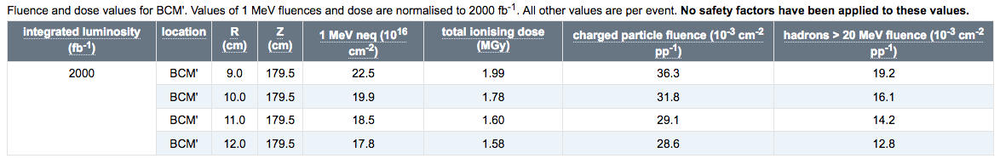 Fluence and dose values for BCM'. Values of 1 MeV fluences and dose are normalised to 2000 fb-1. All other values are per event. No safety factors have been applied to these values.
integrated luminosity (fb-1) location R (cm) Z (cm) 1 MeV neq (1016 cm-2) total ionising dose (MGy) charged particle fluence (10-3 cm-2 pp-1) hadrons > 20 MeV fluence (10-3 cm-2 pp-1)
2000 BCM' 9.0 179.5 22.5 1.99 36.3 19.2
BCM' 10.0 179.5 19.9 1.78 31.8 16.1
BCM' 11.0 179.5 18.5 1.60 29.1 14.2
BCM' 12.0 179.5 17.8 1.58 28.6 12.8